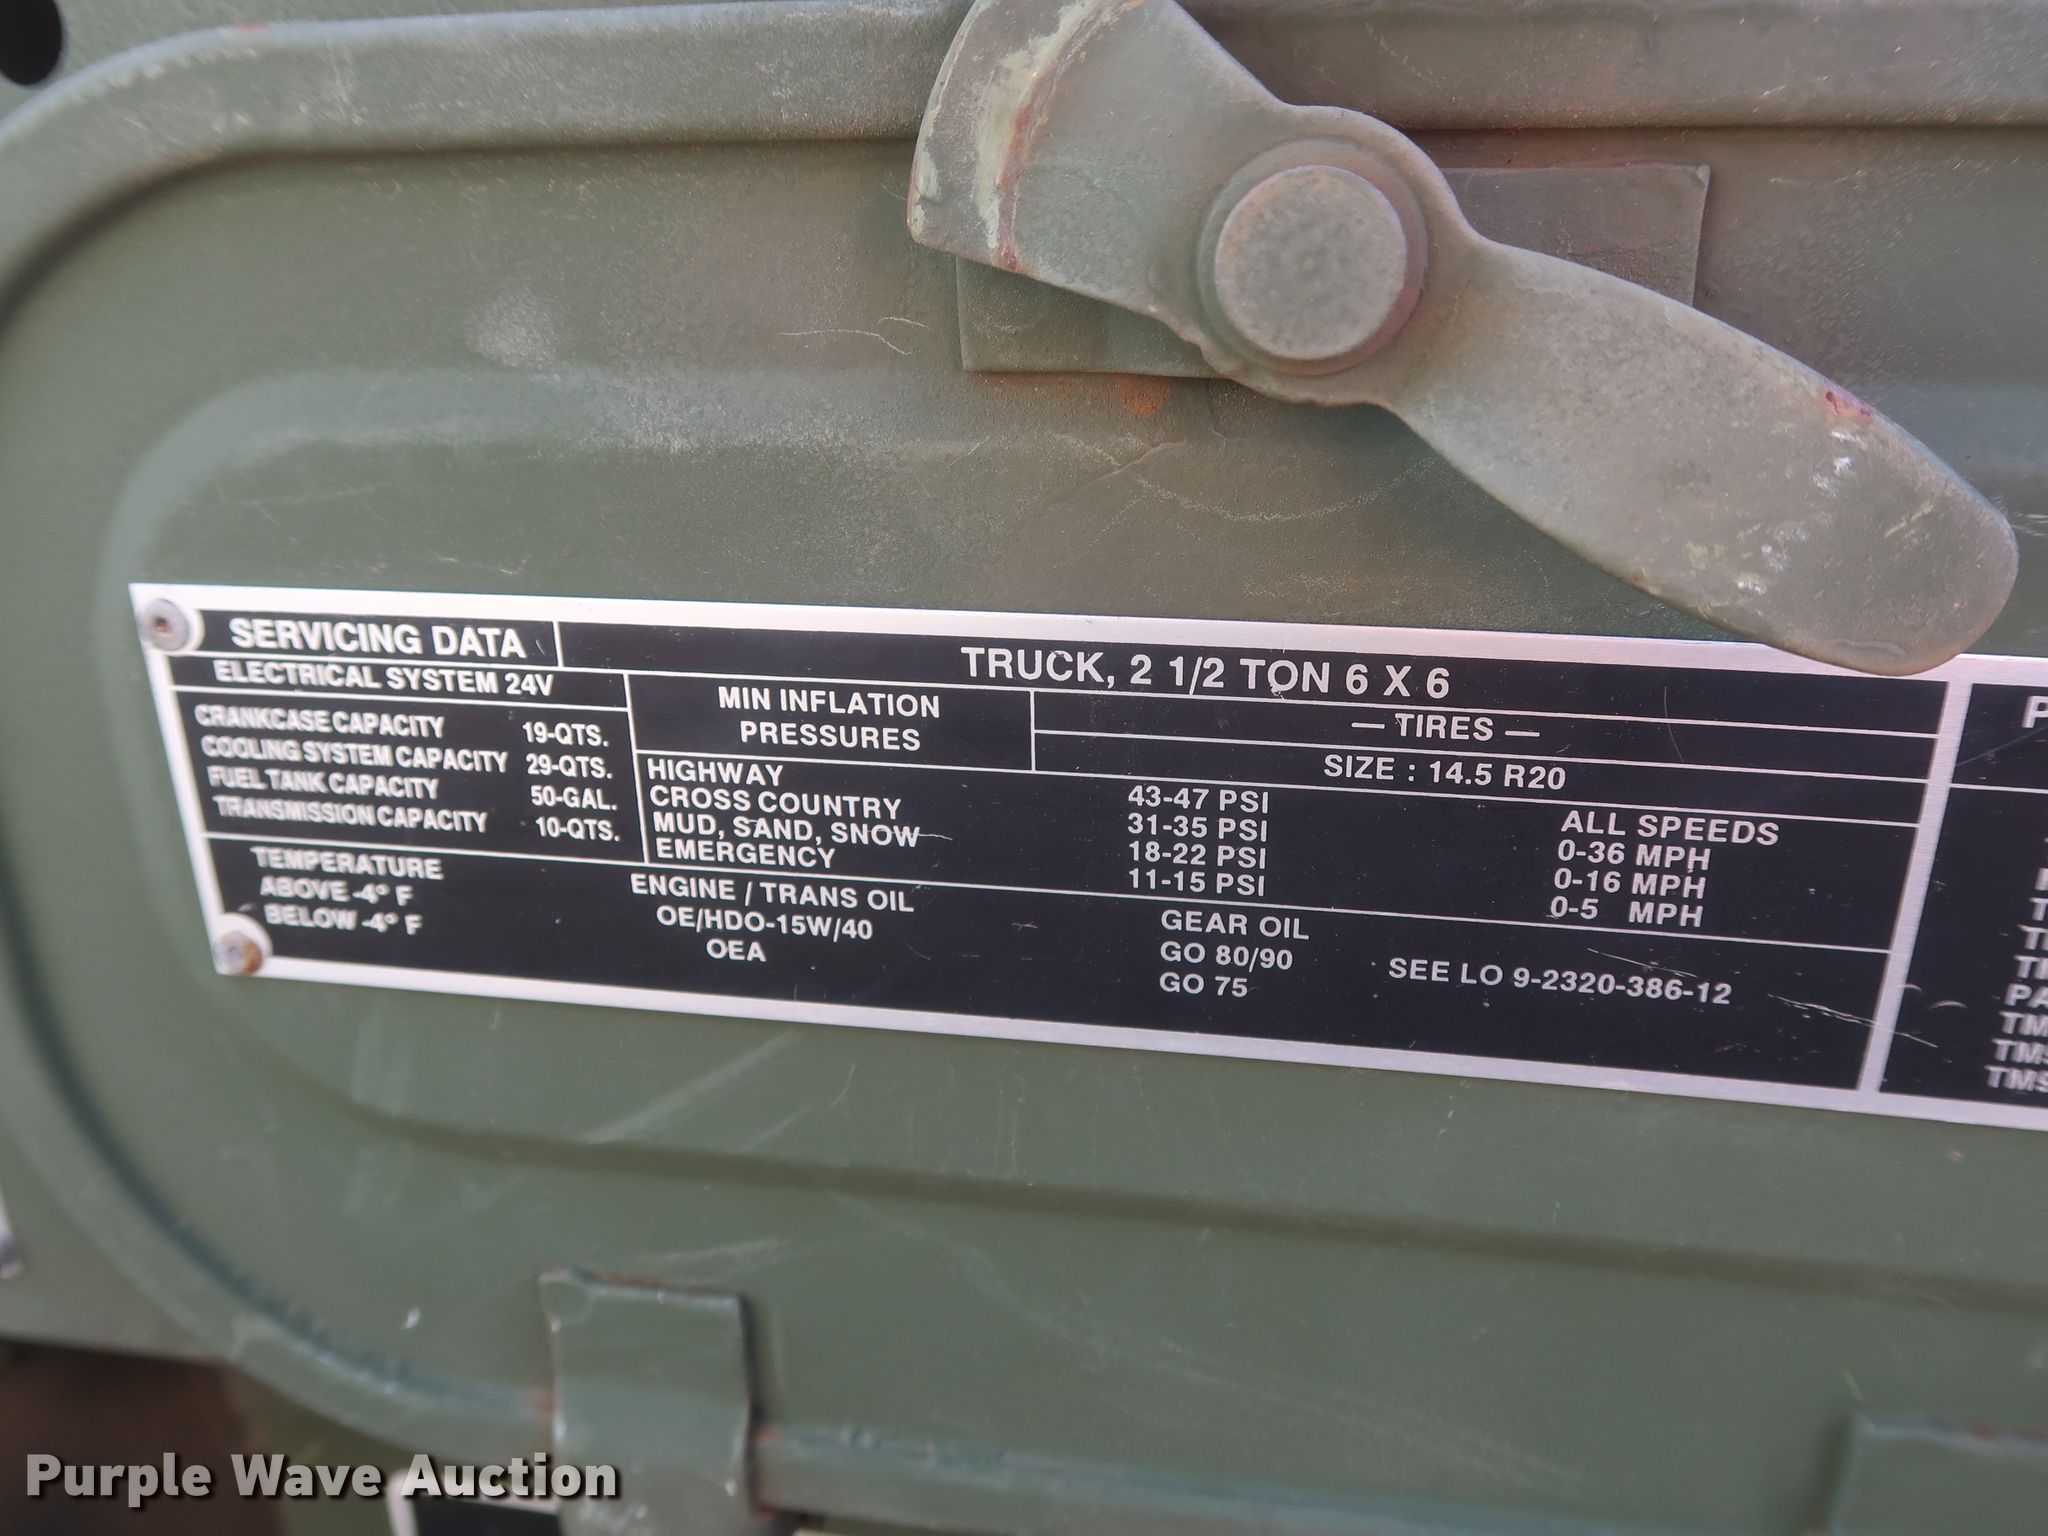 SERVICING DATA
TRUCK, 2 1/2 TON 6 X 6
ELECTRICAL SYSTEM 24V
CRANKCASE CAPACITY 19-QTS.
COOLING SYSTEM CAPACITY 29-QTS.
FUEL TANK CAPACITY 50-GAL.
TRANSMISSION CAPACITY 10-QTS.
MIN INFLATION
PRESSURES
— TIRES —
SIZE : 14.5 R20
HIGHWAY 43-47 PSI ALL SPEEDS
CROSS COUNTRY 31-35 PSI 0-36 MPH
MUD, SAND, SNOW 18-22 PSI 0-16 MPH
EMERGENCY 11-15 PSI 0-5 MPH
TEMPERATURE ENGINE / TRANS OIL GEAR OIL
ABOVE -4° F OE/HDO-15W/40 GO 80/90
BELOW -4° F OEA GO 75
SEE LO 9-2320-386-12
Purple Wave Auction